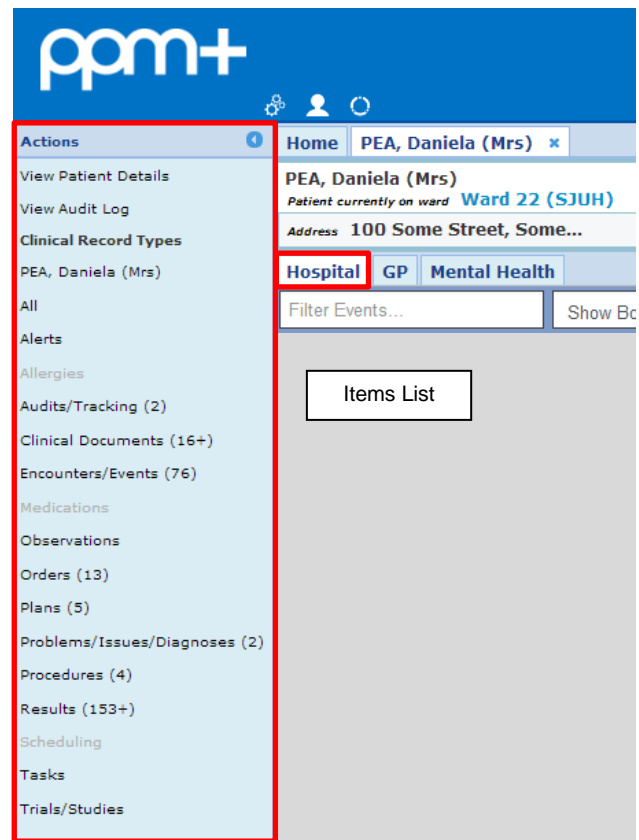 ppm+
Actions
View Patient Details
View Audit Log
Clinical Record Types
PEA, Daniela (Mrs)
All
Alerts
Allergies
Audits/Tracking (2)
Clinical Documents (16+)
Encounters/Events (76)
Medications
Observations
Orders (13)
Plans (5)
Problems/Issues/Diagnoses (2)
Procedures (4)
Results (153+)
Scheduling
Tasks
Trials/Studies
Home PEA, Daniela (Mrs) ×
PEA, Daniela (Mrs)
Patient currently on ward Ward 22 (SJUH)
Address 100 Some Street, Some...
Hospital GP Mental Health
Filter Events... Show Bo
Items List